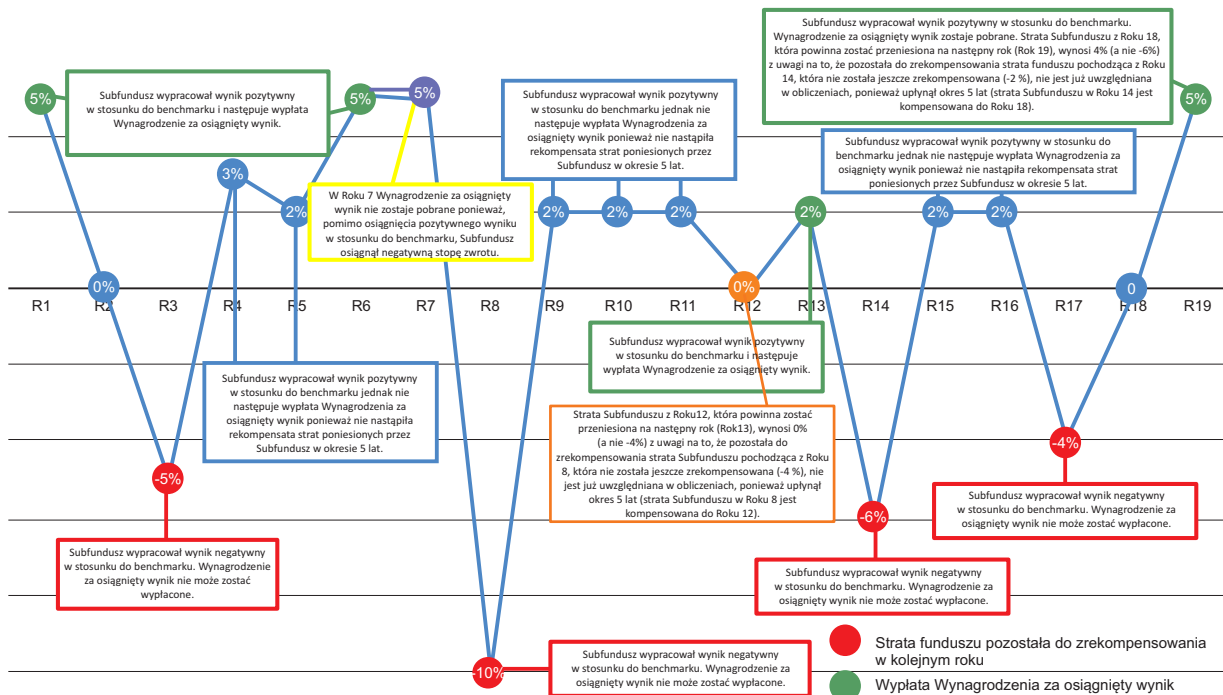 Subfundusz wypracował wynik pozytywny w stosunku do benchmarku.
Wynagrodzenie za osiągnięty wynik zostaje pobrane. Strata Subfunduszu z Roku 18,
która powinna zostać przeniesiona na następny rok (Rok 19), wynosi 4% (a nie -6%)
z uwagi na to, że pozostała do zrekompensowania strata funduszu pochodząca z Roku
14, która nie została jeszcze zrekompensowana (-2 %), nie jest już uwzględniana
w obliczeniach, ponieważ upłynął okres 5 lat (strata Subfunduszu w Roku 14 jest
kompensowana do Roku 18).
5%
Subfundusz wypracował wynik pozytywny
w stosunku do benchmarku i następuje wypłata
Wynagrodzenie za osiągnięty wynik.
5%
5%
Subfundusz wypracował wynik pozytywny
w stosunku do benchmarku jednak nie
następuje wypłata Wynagrodzenia za
osiągnięty wynik ponieważ nie nastąpiła
rekompensata strat poniesionych przez
Subfundusz w okresie 5 lat.
5%
Subfundusz wypracował wynik pozytywny w stosunku do
benchmarku jednak nie następuje wypłata Wynagrodzenia za
osiągnięty wynik ponieważ nie nastąpiła rekompensata strat
poniesionych przez Subfundusz w okresie 5 lat.
3%
2%
W Roku 7 Wynagrodzenie za osiągnięty
wynik nie zostaje pobrane ponieważ,
pomimo osiągnięcia pozytywnego wyniku
w stosunku do benchmark, Subfundusz
osiągnął negatywną stopę zwrotu.
2%
2%
2%
2%
2%
2%
0%
0%
0
R1
R2
R3
R4
R5
R6
R7
R8
R9
R10
R11
R12
R13
R14
R15
R16
R17
R18
R19
Subfundusz wypracował wynik pozytywny
w stosunku do benchmarku i następuje
wypłata Wynagrodzenie za osiągnięty wynik.
Subfundusz wypracował wynik pozytywny
w stosunku do benchmarku jednak nie
następuje wypłata Wynagrodzenia za
osiągnięty wynik ponieważ nie nastąpiła
rekompensata strat poniesionych przez
Subfundusz w okresie 5 lat.
Strata Subfunduszu z Roku12, która powinna zostać
przeniesiona na następny rok (Rok13), wynosi 0%
(a nie -4%) z uwagi na to, że pozostała do
zrekompensowania strata Subfunduszu pochodząca z Roku
8, która nie została jeszcze zrekompensowana (-4 %), nie
jest już uwzględniana w obliczeniach, ponieważ upłynął
okres 5 lat (strata Subfunduszu w Roku 8 jest
kompensowana do Roku 12).
-4%
-5%
Subfundusz wypracował wynik negatywny
w stosunku do benchmarku. Wynagrodzenie za
osiągnięty wynik nie może zostać wypłacone.
-6%
Subfundusz wypracował wynik negatywny
w stosunku do benchmarku. Wynagrodzenie
za osiągnięty wynik nie może zostać
wypłacone.
Subfundusz wypracował wynik negatywny
w stosunku do benchmarku. Wynagrodzenie za
osiągnięty wynik nie może zostać wypłacone.
-10%
Subfundusz wypracował wynik negatywny
w stosunku do benchmarku. Wynagrodzenie za
osiągnięty wynik nie może zostać wypłacone.
Strata funduszu pozostała do zrekompensowania
w kolejnym roku
Wypłata Wynagrodzenia za osiągnięty wynik